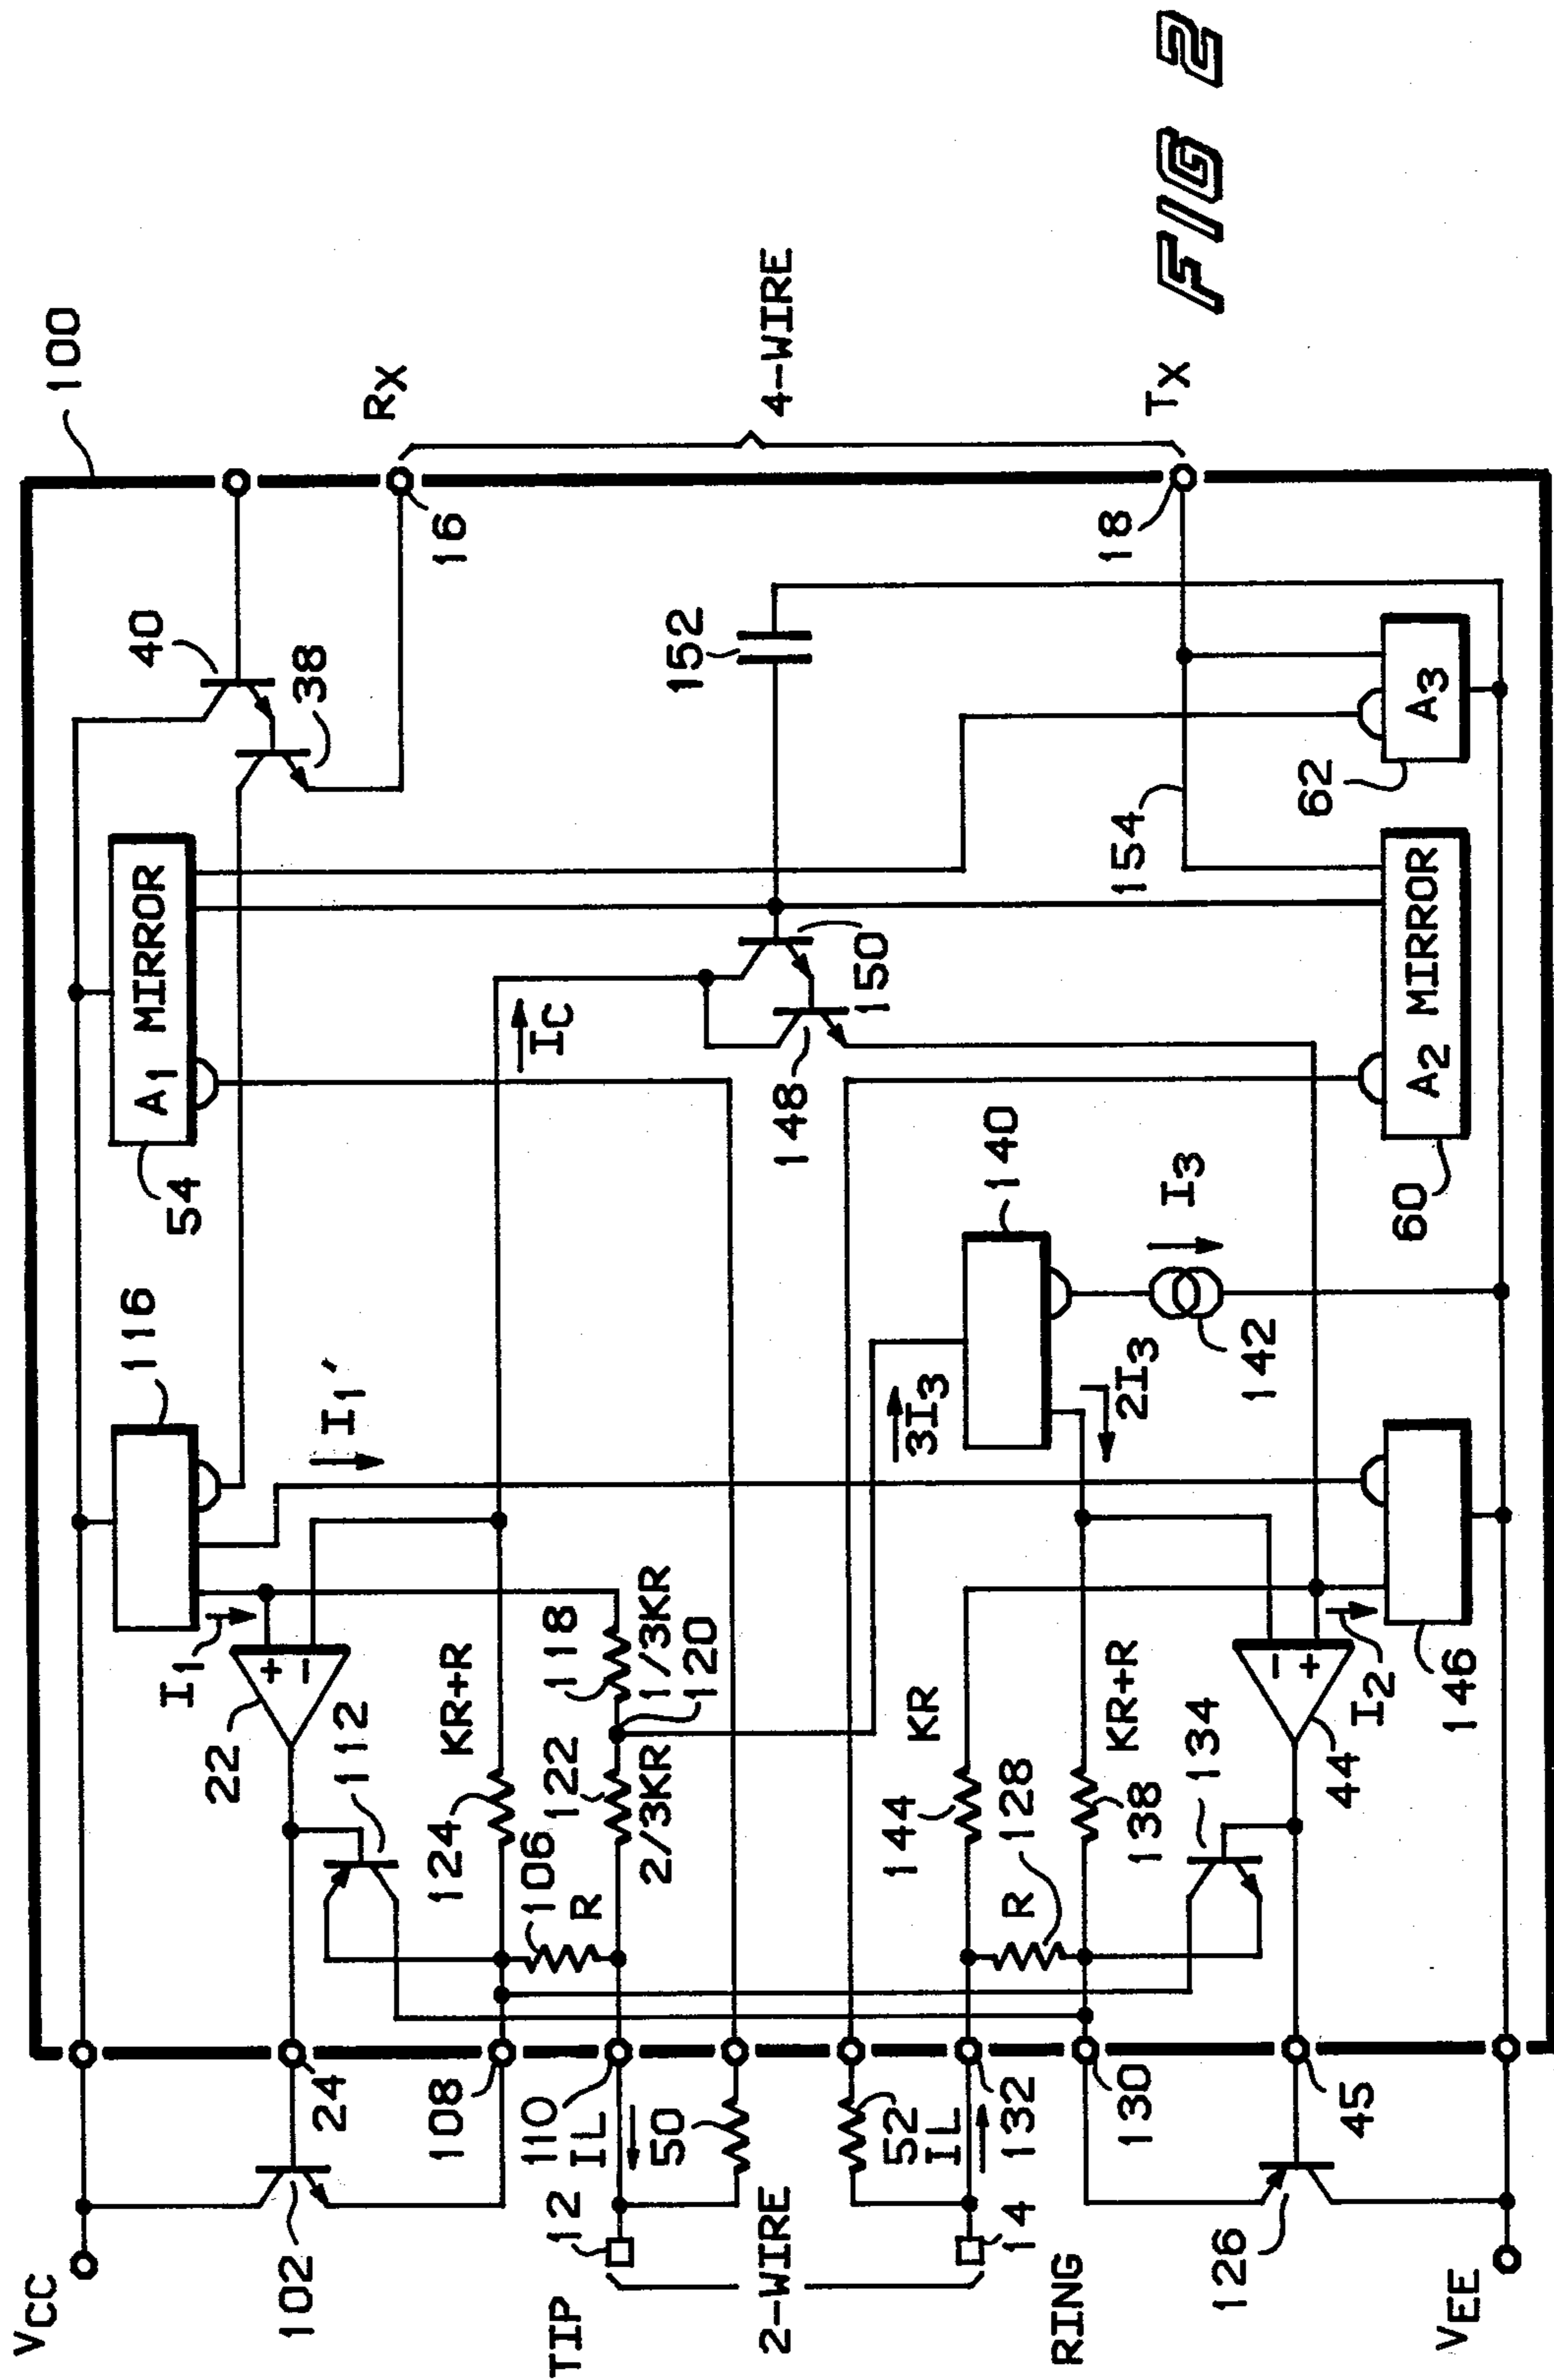 VCC
VEE
TIP
2-WIRE
RING
102
24
108
110
IL
12
50
52
IL
14
132
130
126
45
22
I1
116
I1'
112
124
KR+R
106
R
122
2/3KR
118
1/3KR
120
144
KR
R
128
138
KR+R
134
44
I2
146
3I3
2I3
140
I3
142
54
A1 MIRROR
IC
148
150
152
154
60
A2 MIRROR
62
A3
40
38
16
18
100
RX
TX
4-WIRE
FIG 2